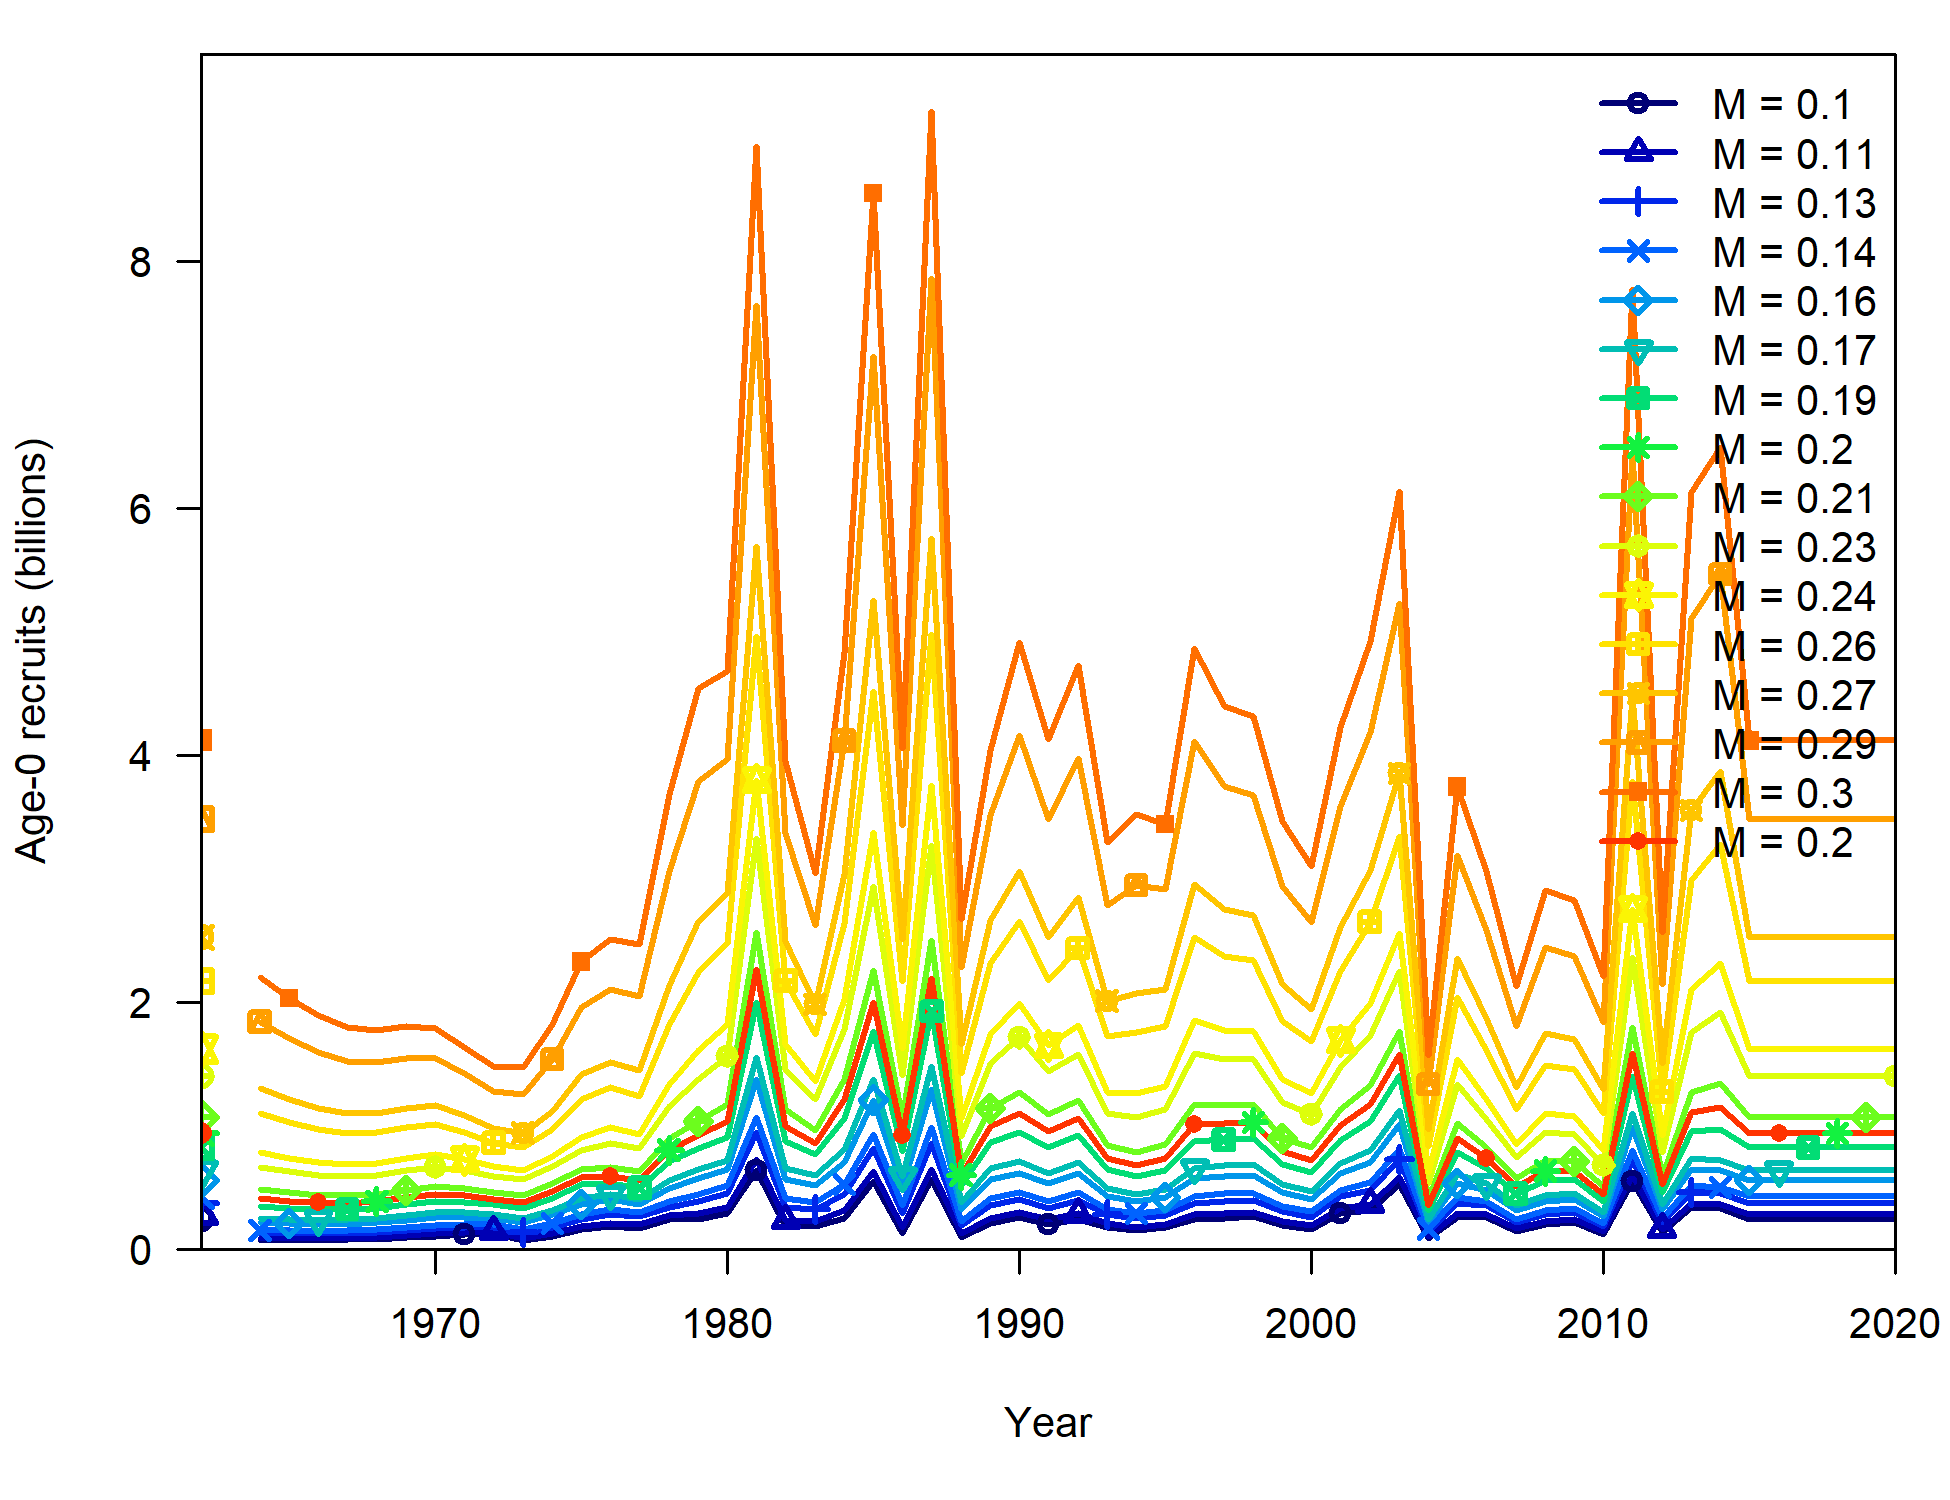 M = 0.1
M = 0.11
M = 0.13
M = 0.14
M = 0.16
M = 0.17
M = 0.19
M = 0.2
M = 0.21
M = 0.23
M = 0.24
M = 0.26
M = 0.27
M = 0.29
M = 0.3
M = 0.2
8
6
4
2
0
Age-0 recruits (billions)
1970 1980 1990 2000 2010 2020
Year